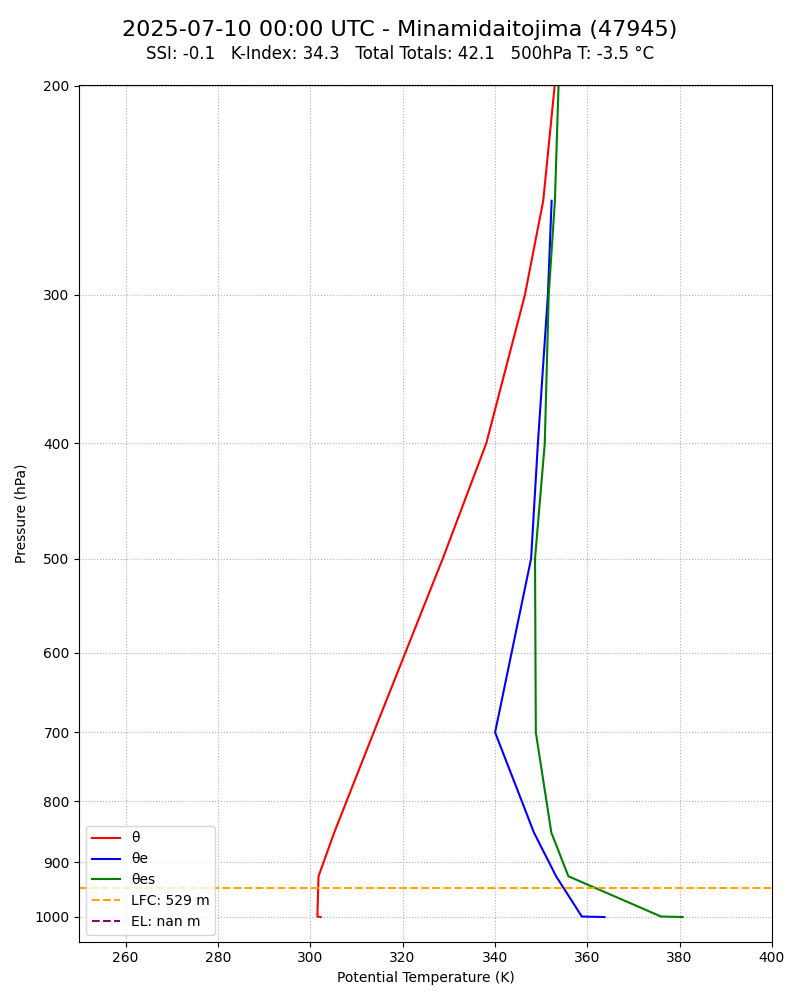 2025-07-10 00:00 UTC - Minamidaitojima (47945)
SSI: -0.1   K-Index: 34.3   Total Totals: 42.1   500hPa T: -3.5 °C
200
300
400
500
600
700
800
900
1000
Pressure (hPa)
θ
θe
θes
LFC: 529 m
EL: nan m
260 280 300 320 340 360 380 400
Potential Temperature (K)